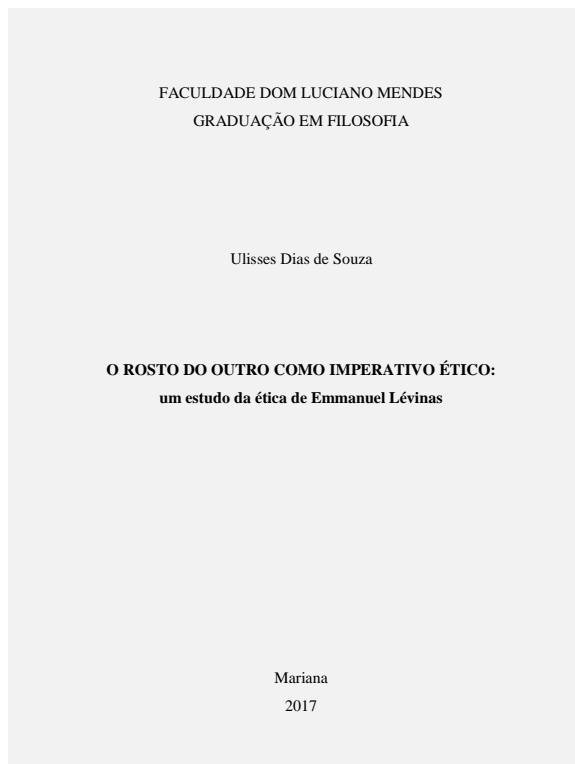 FACULDADE DOM LUCIANO MENDES
GRADUAÇÃO EM FILOSOFIA
Ulisses Dias de Souza
O ROSTO DO OUTRO COMO IMPERATIVO ÉTICO:
um estudo da ética de Emmanuel Lévinas
Mariana
2017